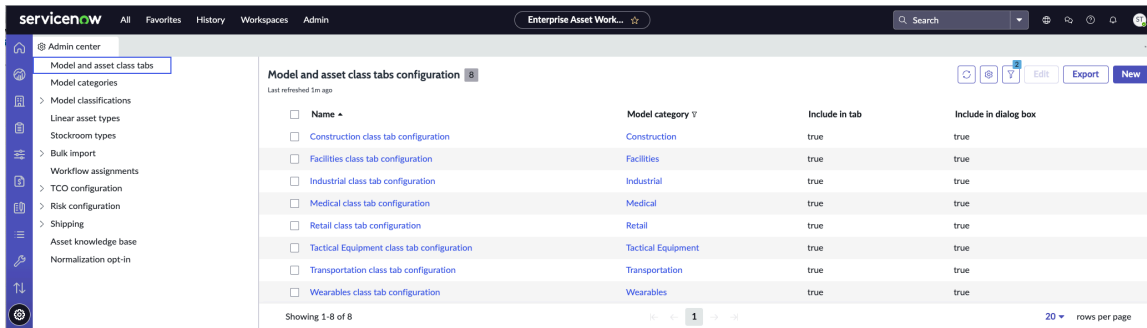 servicenow All Favorites History Workspaces Admin Enterprise Asset Work... Search ST
Admin center
Model and asset class tabs
Model categories
Model classifications
Linear asset types
Stockroom types
Bulk import
Workflow assignments
TCO configuration
Risk configuration
Shipping
Asset knowledge base
Normalization opt-in
Model and asset class tabs configuration 8
Last refreshed 1m ago
2 Edit Export New
Name Model category Include in tab Include in dialog box
Construction class tab configuration Construction true true
Facilities class tab configuration Facilities true true
Industrial class tab configuration Industrial true true
Medical class tab configuration Medical true true
Retail class tab configuration Retail true true
Tactical Equipment class tab configuration Tactical Equipment true true
Transportation class tab configuration Transportation true true
Wearables class tab configuration Wearables true true
Showing 1-8 of 8 1 20 rows per page